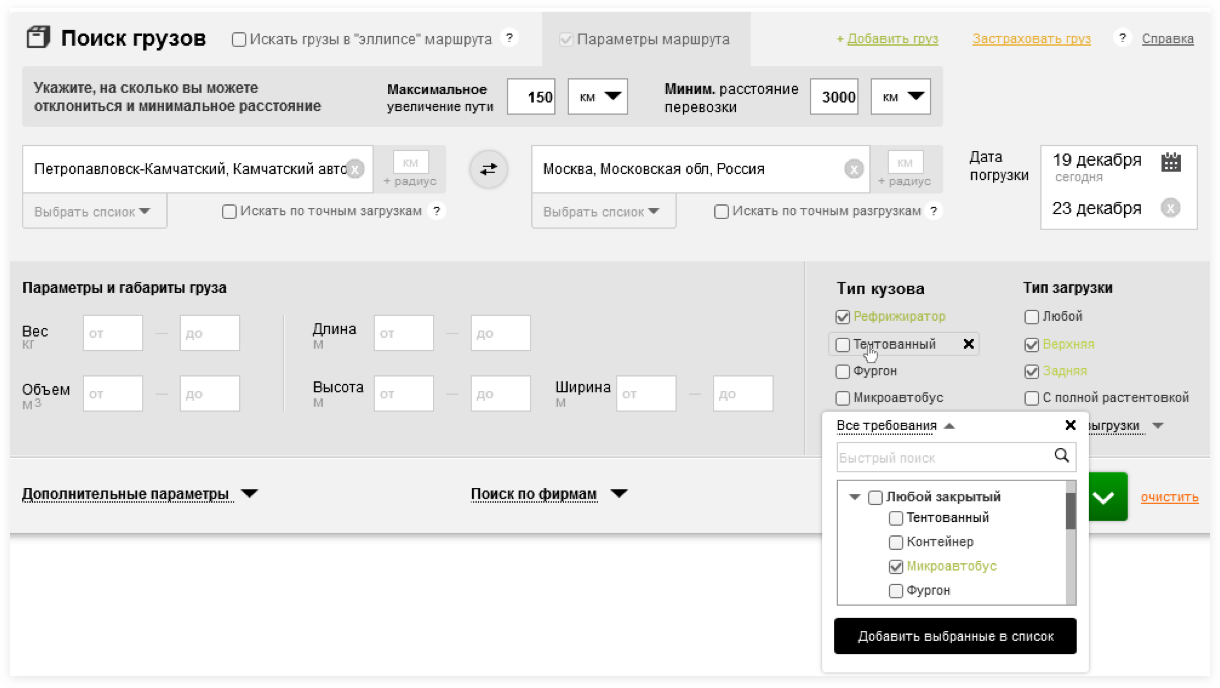 Поиск грузов
Искать грузы в "эллипсе" маршрута ?
Параметры маршрута
+ Добавить груз
Застраховать груз
? Справка
Укажите, на сколько вы можете
отклониться и минимальное расстояние
Максимальное
увеличение пути
150
км
Миним. расстояние
перевозки
3000
км
Петропавловск-Камчатский, Камчатский авто
x
км
+ радиус
Москва, Московская обл, Россия
x
км
+ радиус
Дата
погрузки
19 декабря
сегодня
23 декабря
x
Выбрать спсиок
Искать по точным загрузкам ?
Выбрать спсиок
Искать по точным разгрузкам ?
Параметры и габариты груза
Вес
кг
от — до
Длина
м
от — до
Объем
м3
от — до
Высота
м
от — до
Ширина
м
от — до
Тип кузова
Рефрижиратор
Тентованный
Фургон
Микроавтобус
Тип загрузки
Любой
Верхняя
Задняя
С полной растентовкой
выгрузки
Все требования
Быстрый поиск
Любой закрытый
Тентованный
Контейнер
Микроавтобус
Фургон
Добавить выбранные в список
Дополнительные параметры
Поиск по фирмам
очистить